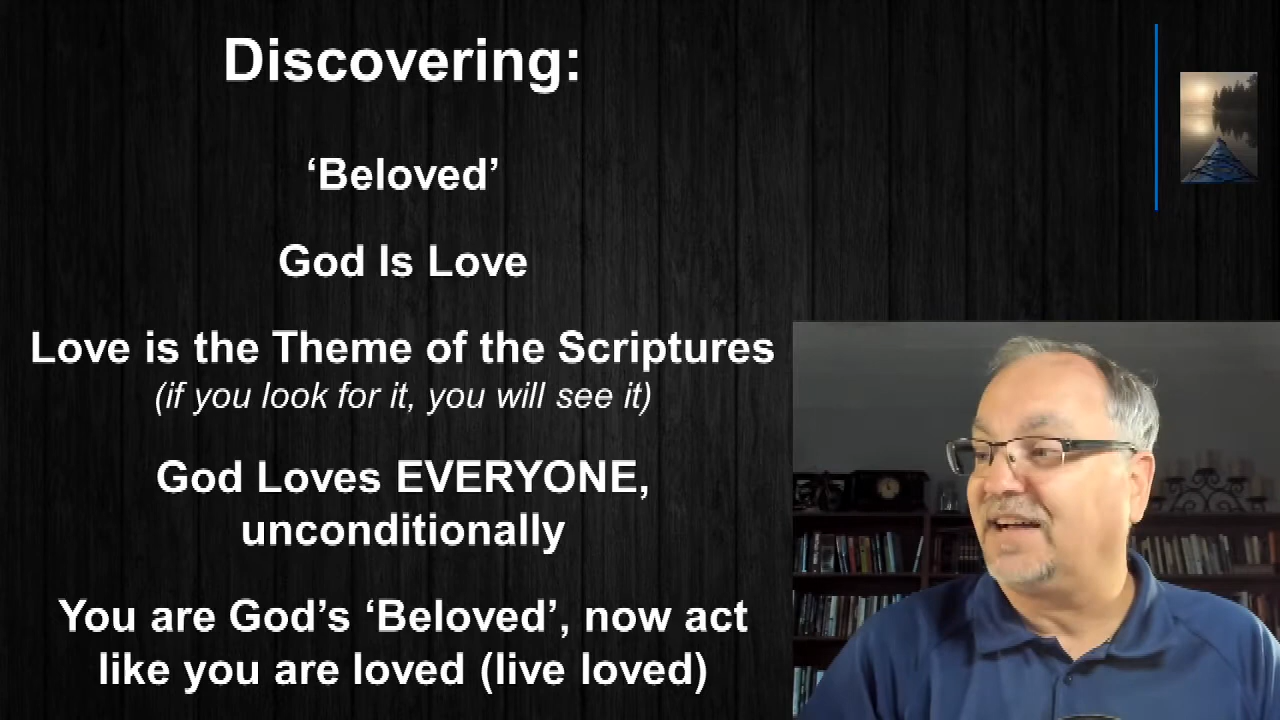 Discovering:
‘Beloved’
God Is Love
Love is the Theme of the Scriptures
(if you look for it, you will see it)
God Loves EVERYONE,
unconditionally
You are God’s ‘Beloved’, now act
like you are loved (live loved)